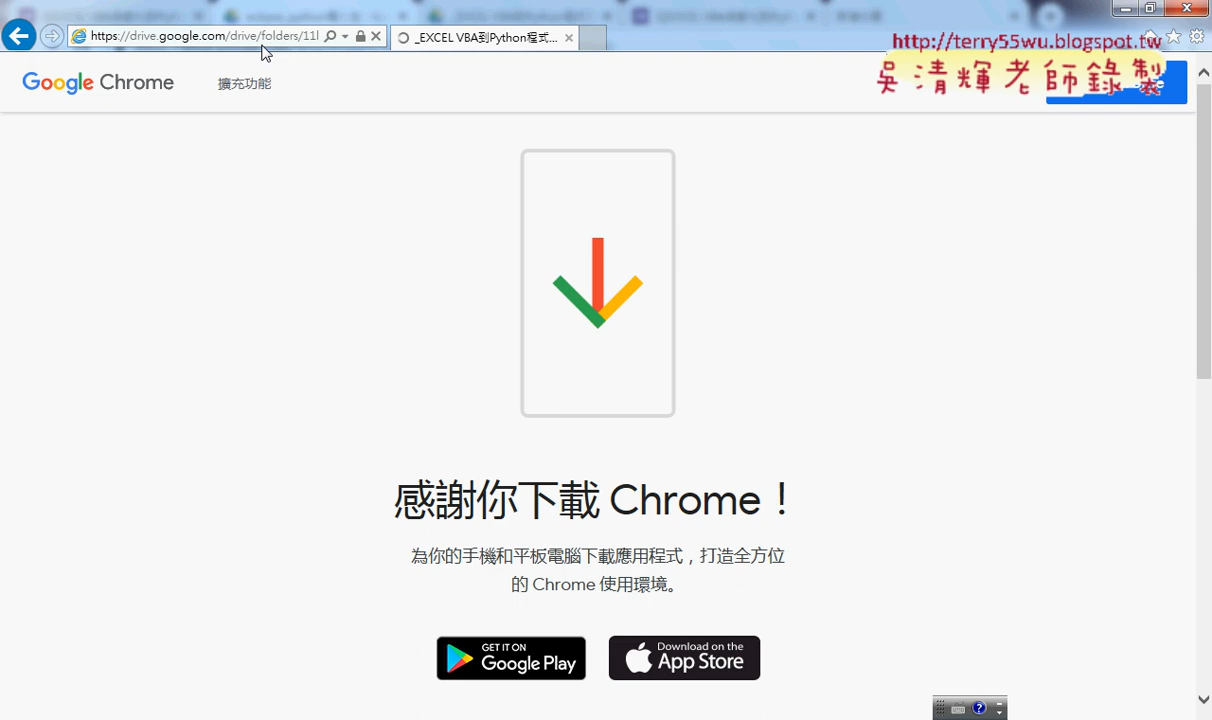 https://drive.google.com/drive/folders/11l
_EXCEL VBA到Python程式...
http://terry55wu.blogspot.tw
吳清輝老師錄製
Google Chrome
擴充功能
感謝你下載 Chrome！
為你的手機和平板電腦下載應用程式，打造全方位
的 Chrome 使用環境。
GET IT ON
Google Play
Download on the
App Store